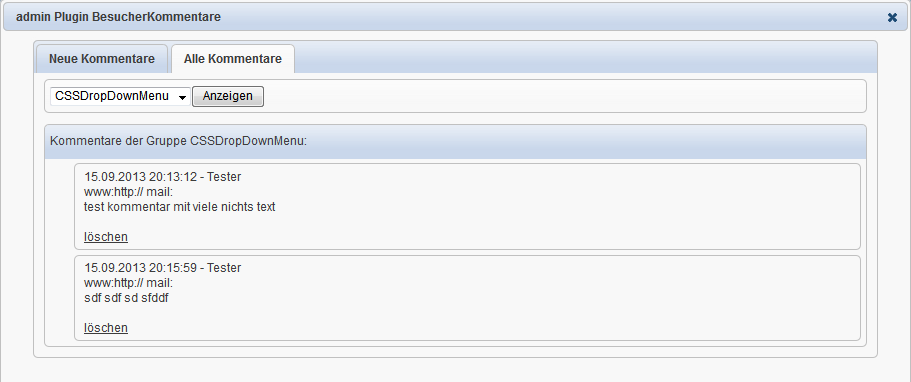 admin Plugin BesucherKommentare
Neue Kommentare
Alle Kommentare
CSSDropDownMenu
Anzeigen
Kommentare der Gruppe CSSDropDownMenu:
15.09.2013 20:13:12 - Tester
www:http:// mail:
test kommentar mit viele nichts text
löschen
15.09.2013 20:15:59 - Tester
www:http:// mail:
sdf sdf sd sfddf
löschen